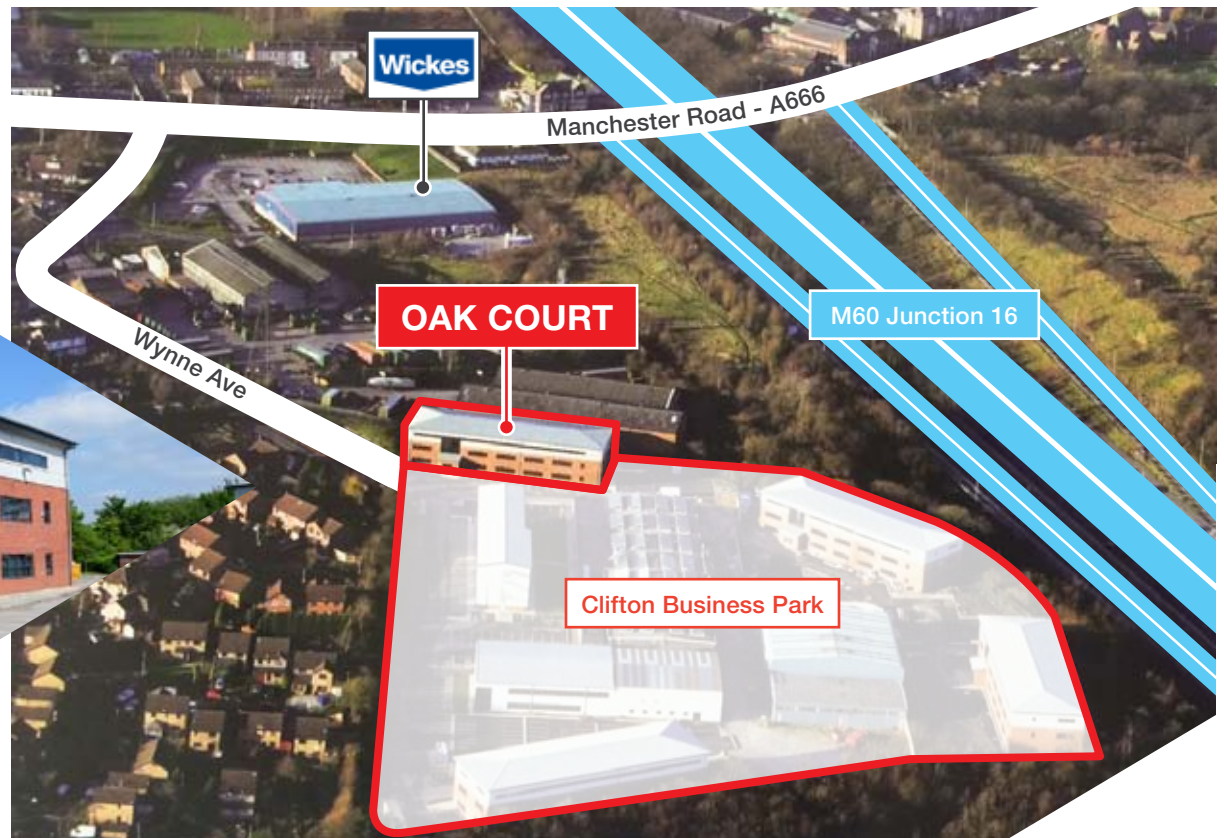 Wickes
Manchester Road - A666
OAK COURT
M60 Junction 16
Wynne Ave
Clifton Business Park